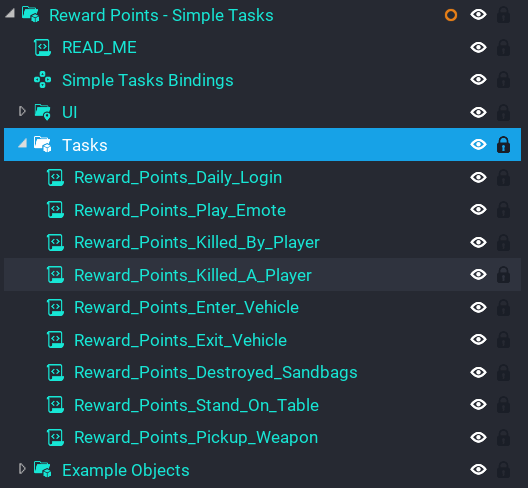 Reward Points - Simple Tasks
READ_ME
Simple Tasks Bindings
UI
Tasks
Reward_Points_Daily_Login
Reward_Points_Play_Emote
Reward_Points_Killed_By_Player
Reward_Points_Killed_A_Player
Reward_Points_Enter_Vehicle
Reward_Points_Exit_Vehicle
Reward_Points_Destroyed_Sandbags
Reward_Points_Stand_On_Table
Reward_Points_Pickup_Weapon
Example Objects